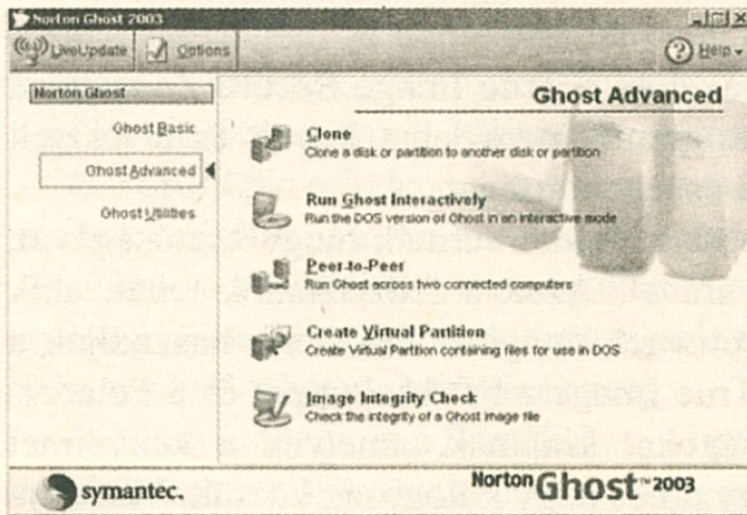 Norton Ghost 2003
LiveUpdate
Options
Help
Norton Ghost
Ghost Basic
Ghost Advanced
Ghost Utilities
Ghost Advanced
Clone
Clone a disk or partition to another disk or partition
Run Ghost Interactively
Run the DOS version of Ghost in an interactive mode
Peer-to-Peer
Run Ghost across two connected computers
Create Virtual Partition
Create Virtual Partition containing files for use in DOS
Image Integrity Check
Check the integrity of a Ghost image file
symantec.
Norton Ghost™ 2003